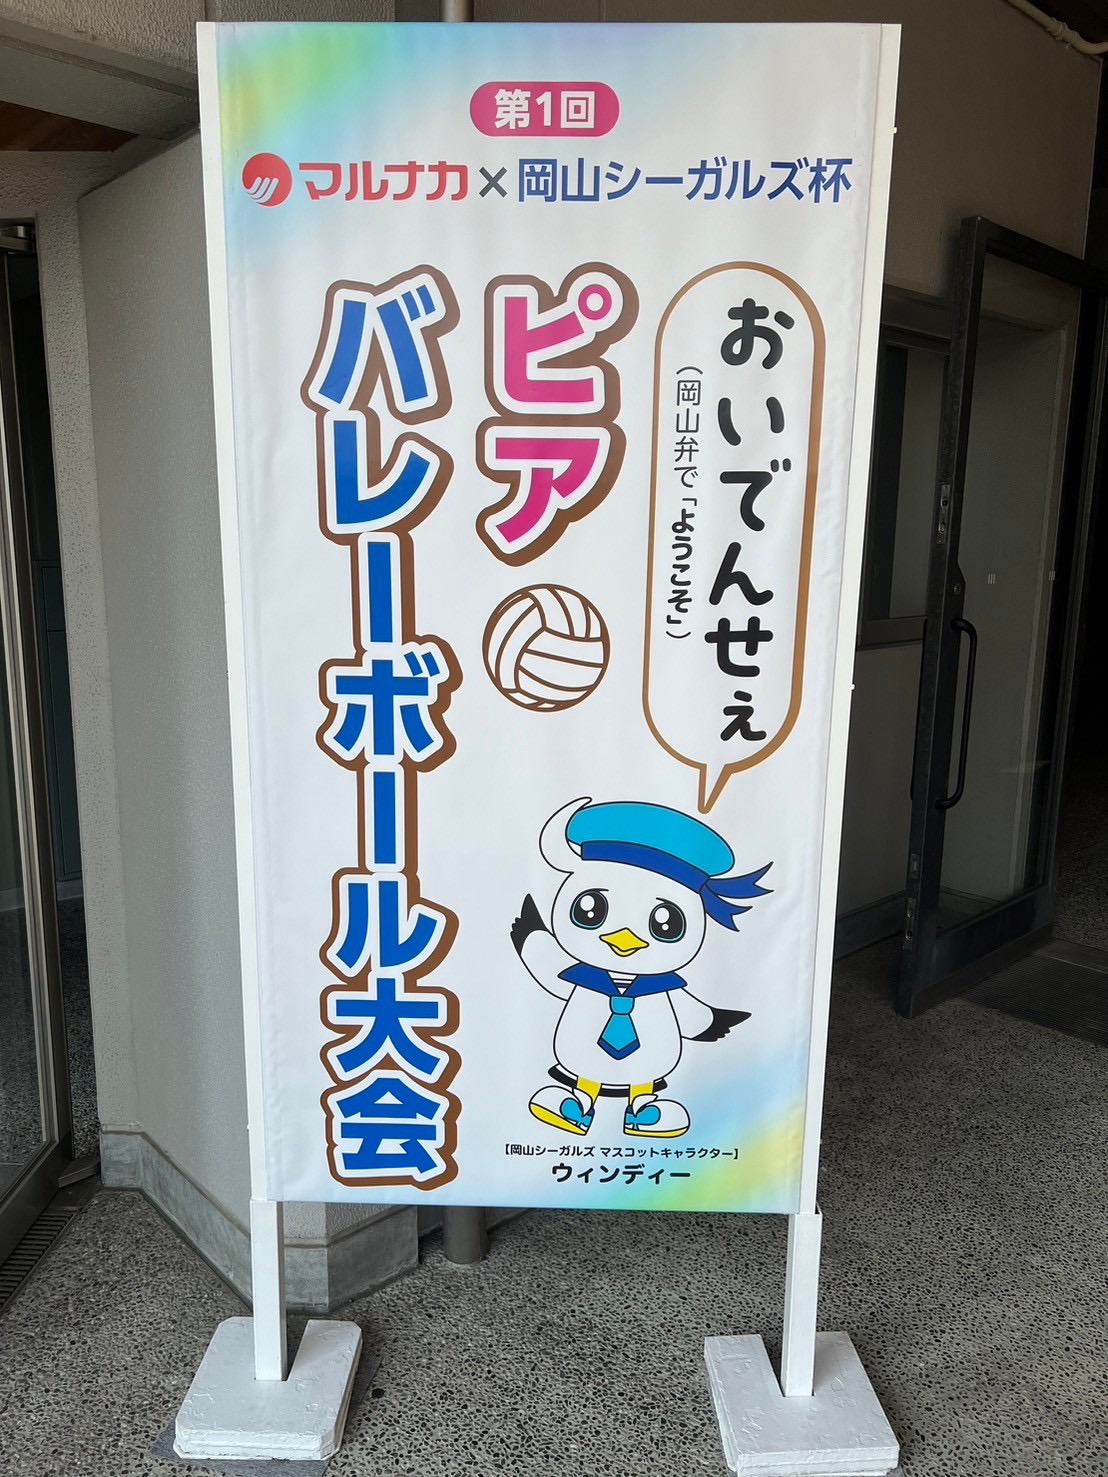 第1回
マルナカ×岡山シーガルズ杯
おいでんせぇ
(岡山弁で「ようこそ」)
ピア
バレーボール大会
【岡山シーガルズ マスコットキャラクター】
ウィンディー